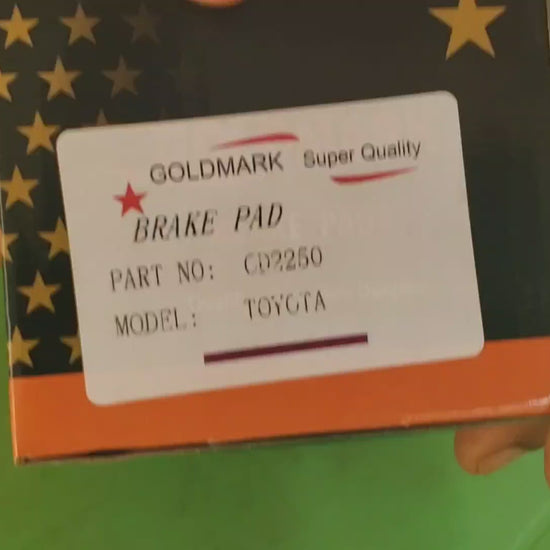 GOLDMARK Super Quality
BRAKE PAD
PART NO: CD2250
MODEL: TOYOTA